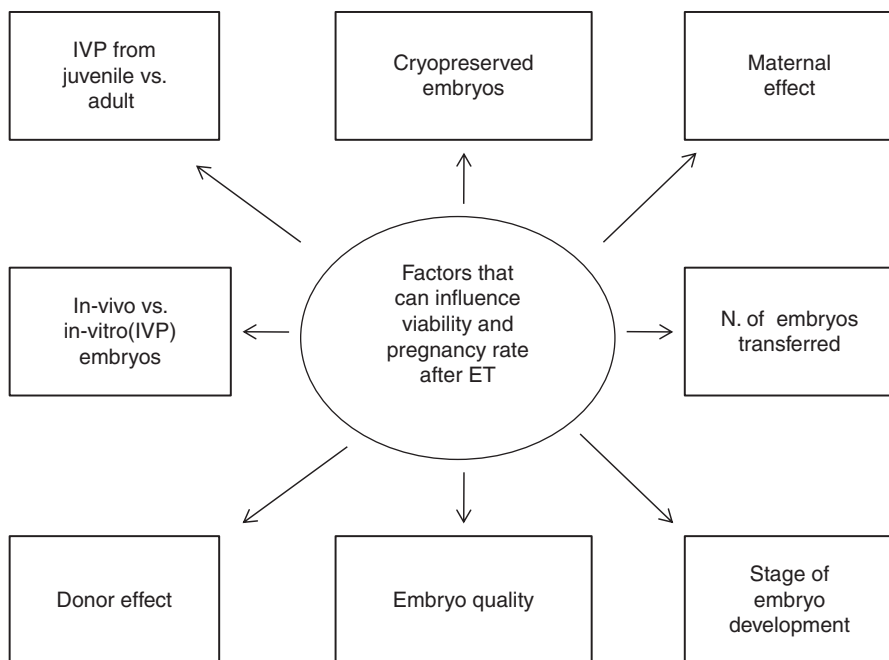 IVP from
juvenile vs.
adult
Cryopreserved
embryos
Maternal
effect
In-vivo vs.
in-vitro(IVP)
embryos
Factors that
can influence
viability and
pregnancy rate
after ET
N. of embryos
transferred
Donor effect
Embryo quality
Stage of
embryo
development